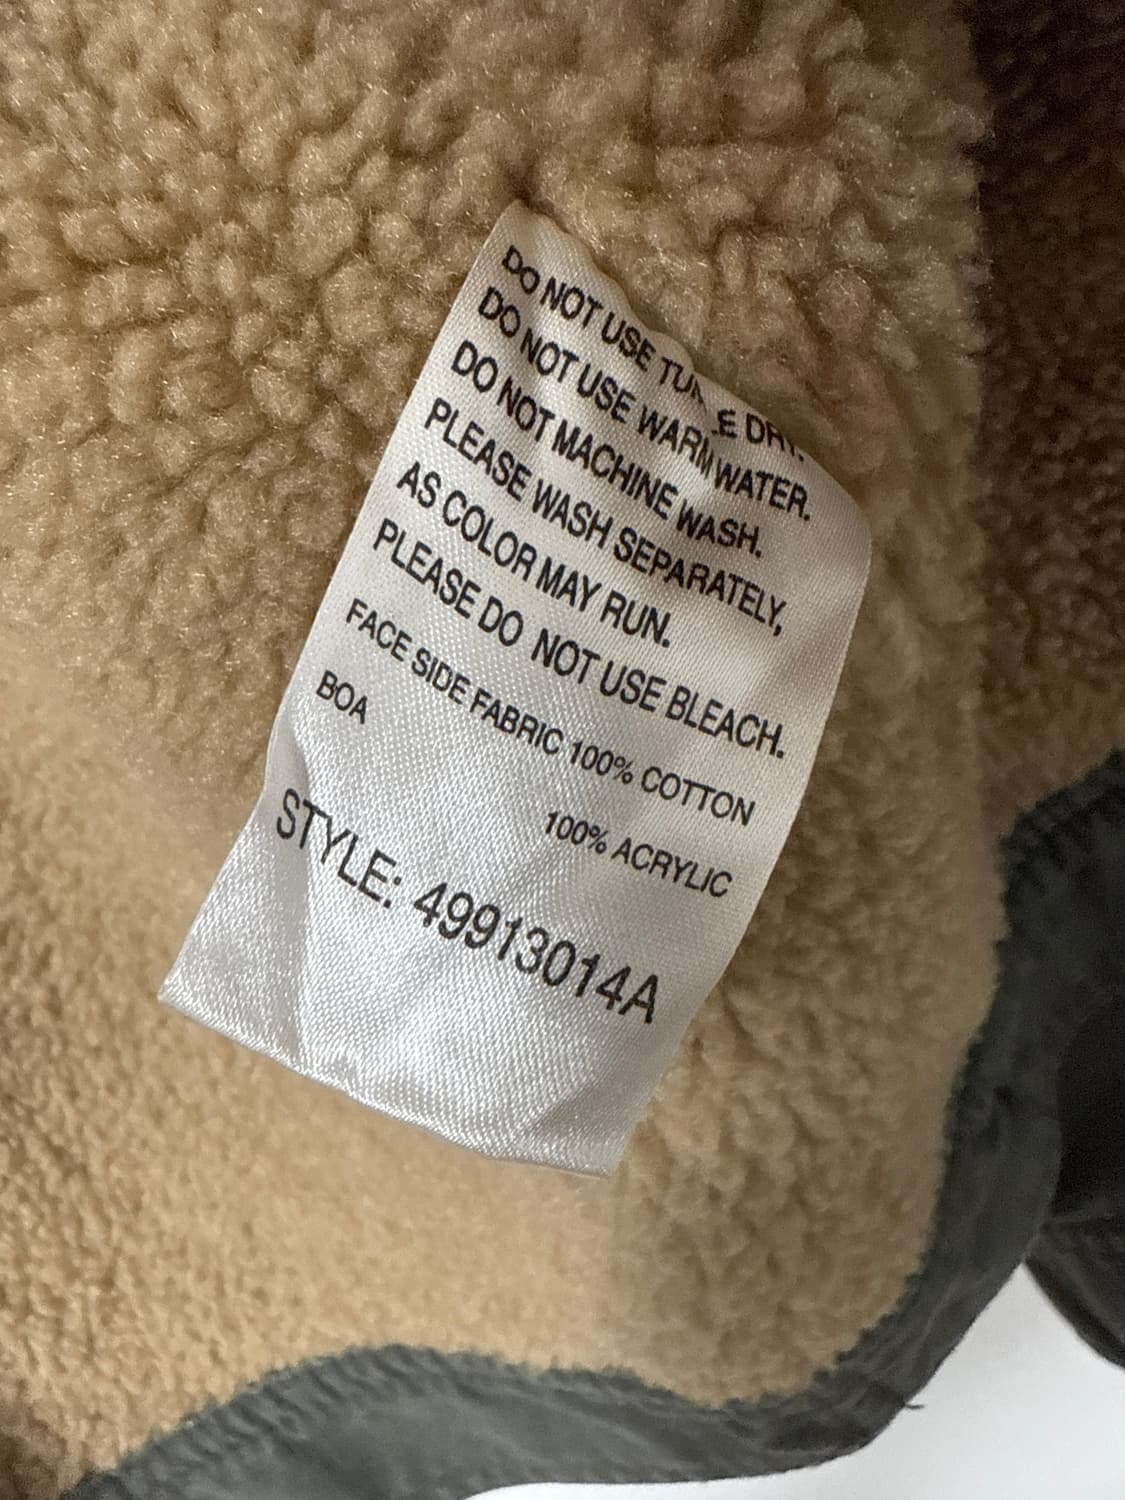 DO NOT USE DRY.
DO NOT USE WARM WATER.
DO NOT MACHINE WASH.
PLEASE WASH SEPARATELY,
AS COLOR MAY RUN.
PLEASE DO NOT USE BLEACH.
FACE SIDE FABRIC 100% COTTON
BOA 100% ACRYLIC
STYLE: 49913014A